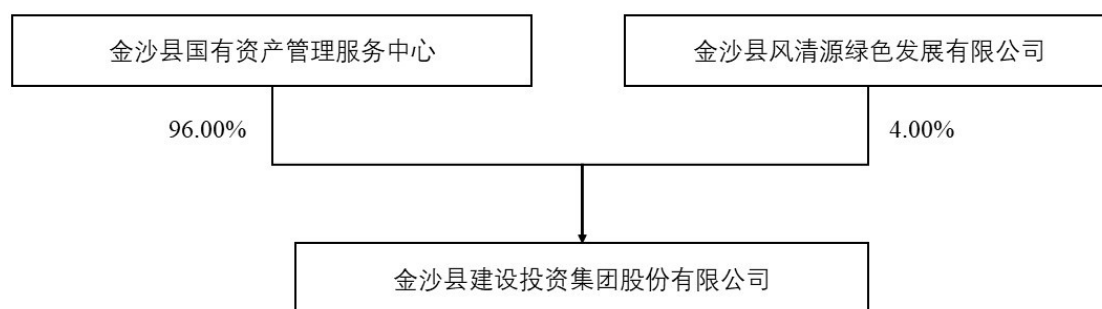 金沙县国有资产管理服务中心
金沙县风清源绿色发展有限公司
96.00%
4.00%
金沙县建设投资集团股份有限公司